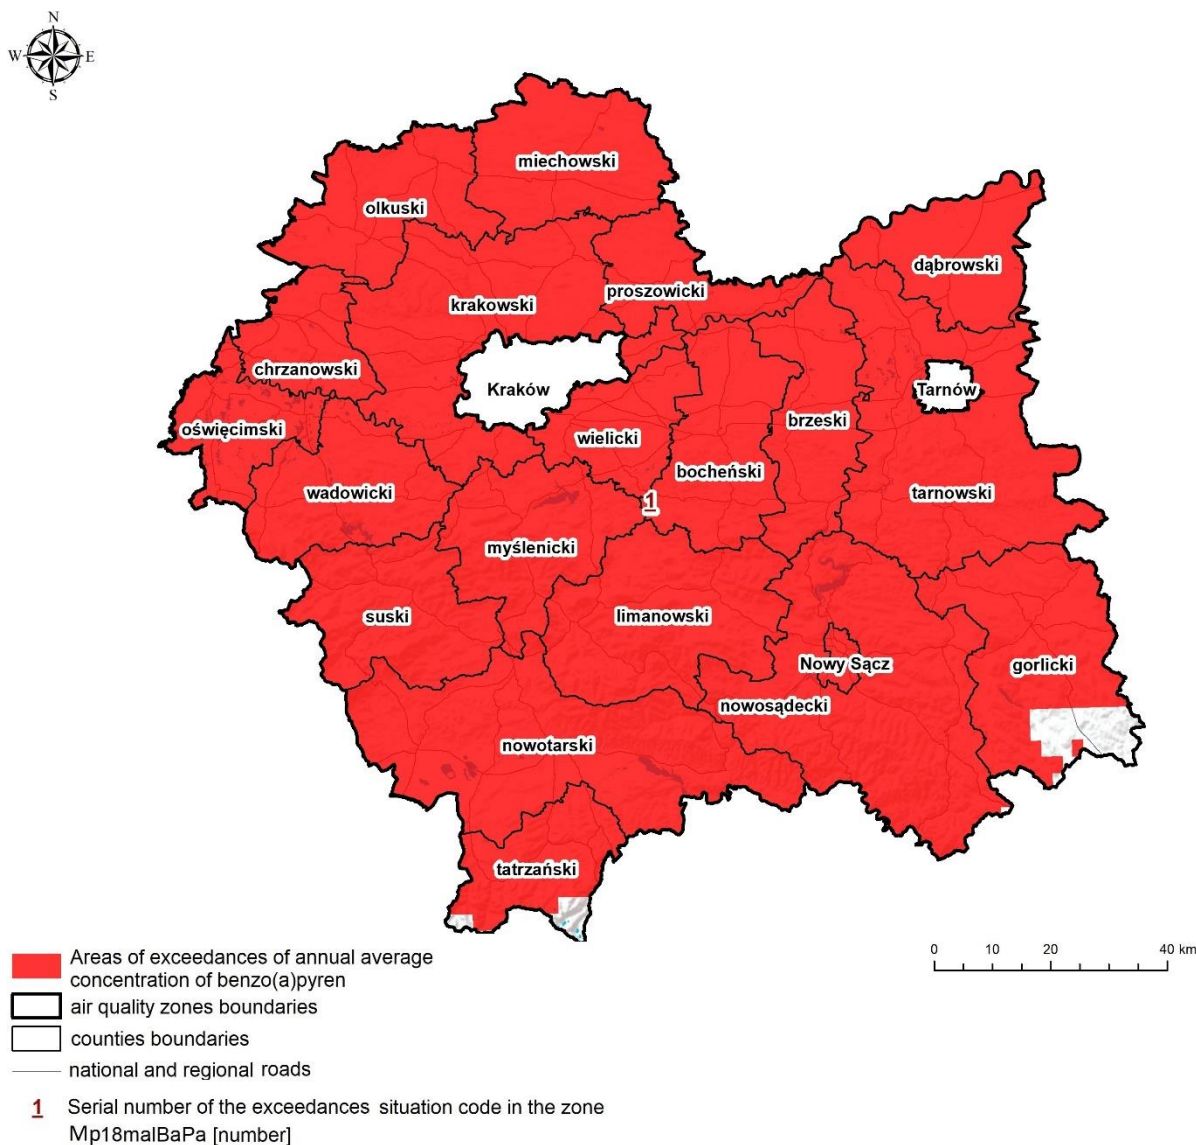 N
W E
S
miechowski
olkuski
dąbrowski
proszowicki
krakowski
chrzanowski
Kraków
Tarnów
brzeski
oświęcimski
wielicki
bocheński
wadowicki
tarnowski
1
myślenicki
suski
limanowski
Nowy Sącz
gorlicki
nowosądecki
nowotarski
tatrzański
0 10 20 40 km
Areas of exceedances of annual average
concentration of benzo(a)pyren
air quality zones boundaries
counties boundaries
national and regional roads
1 Serial number of the exceedances situation code in the zone
Mp18malBaPa [number]